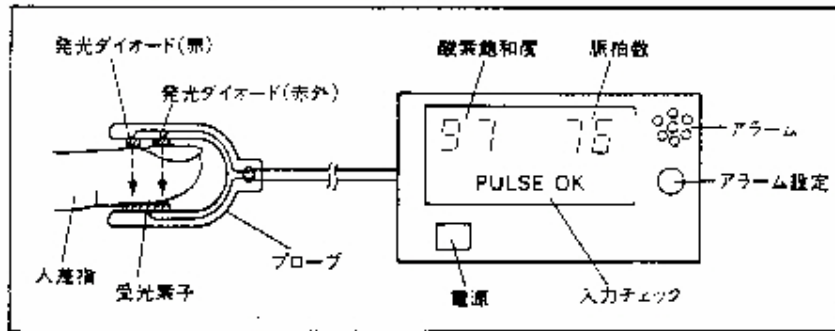 発光ダイオード(赤)
発光ダイオード(赤外)
酸素飽和度
脈拍数
97 76
PULSE OK
アラーム
アラーム設定
プローブ
人差指
受光素子
電源
入力チェック